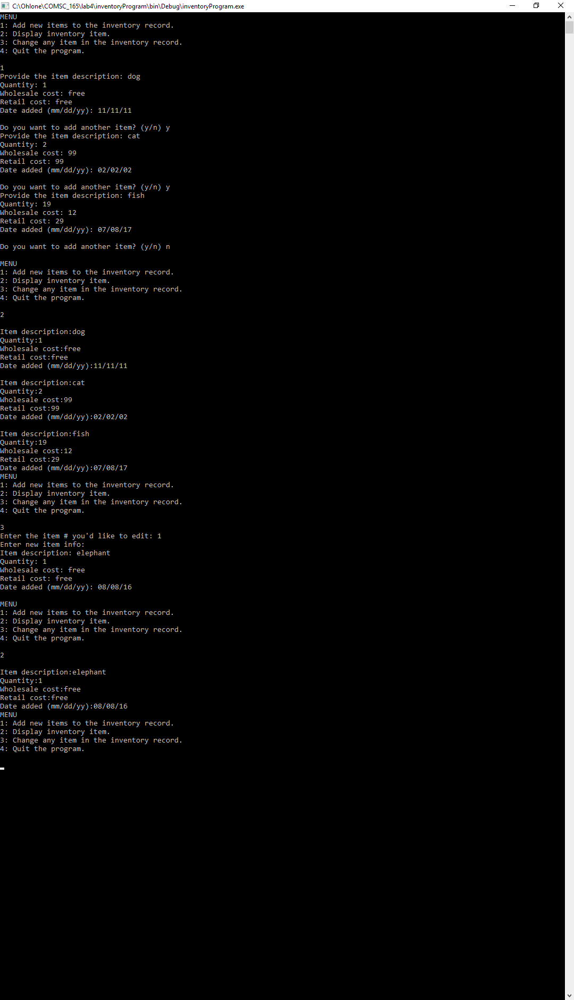 C:\Ohlone\COMSC_165\lab4\inventoryProgram\bin\Debug\inventoryProgram.exe
MENU
1: Add new items to the inventory record.
2: Display inventory item.
3: Change any item in the inventory record.
4: Quit the program.
1
Provide the item description: dog
Quantity: 1
Wholesale cost: free
Retail cost: free
Date added (mm/dd/yy): 11/11/11
Do you want to add another item? (y/n) y
Provide the item description: cat
Quantity: 2
Wholesale cost: 99
Retail cost: 99
Date added (mm/dd/yy): 02/02/02
Do you want to add another item? (y/n) y
Provide the item description: fish
Quantity: 19
Wholesale cost: 12
Retail cost: 29
Date added (mm/dd/yy): 07/08/17
Do you want to add another item? (y/n) n
MENU
1: Add new items to the inventory record.
2: Display inventory item.
3: Change any item in the inventory record.
4: Quit the program.
2
Item description:dog
Quantity:1
Wholesale cost:free
Retail cost:free
Date added (mm/dd/yy):11/11/11
Item description:cat
Quantity:2
Wholesale cost:99
Retail cost:99
Date added (mm/dd/yy):02/02/02
Item description:fish
Quantity:19
Wholesale cost:12
Retail cost:29
Date added (mm/dd/yy):07/08/17
MENU
1: Add new items to the inventory record.
2: Display inventory item.
3: Change any item in the inventory record.
4: Quit the program.
3
Enter the item # you'd like to edit: 1
Enter new item info:
Item description: elephant
Quantity: 1
Wholesale cost: free
Retail cost: free
Date added (mm/dd/yy): 08/08/16
MENU
1: Add new items to the inventory record.
2: Display inventory item.
3: Change any item in the inventory record.
4: Quit the program.
2
Item description:elephant
Quantity:1
Wholesale cost:free
Retail cost:free
Date added (mm/dd/yy):08/08/16
MENU
1: Add new items to the inventory record.
2: Display inventory item.
3: Change any item in the inventory record.
4: Quit the program.